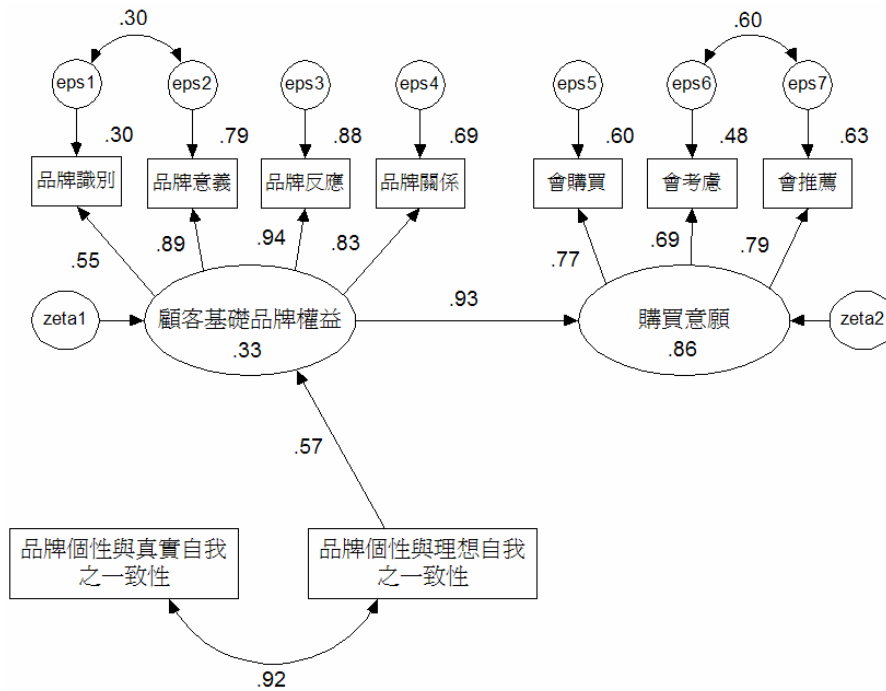 .30
.60
eps1
eps2
eps3
eps4
eps5
eps6
eps7
.30
.79
.88
.69
.60
.48
.63
品牌識別
品牌意義
品牌反應
品牌關係
會購買
會考慮
會推薦
.55
.89
.94
.83
.77
.69
.79
zeta1
顧客基礎品牌權益
.33
.93
購買意願
.86
zeta2
.57
品牌個性與真實自我
之一致性
品牌個性與理想自我
之一致性
.92